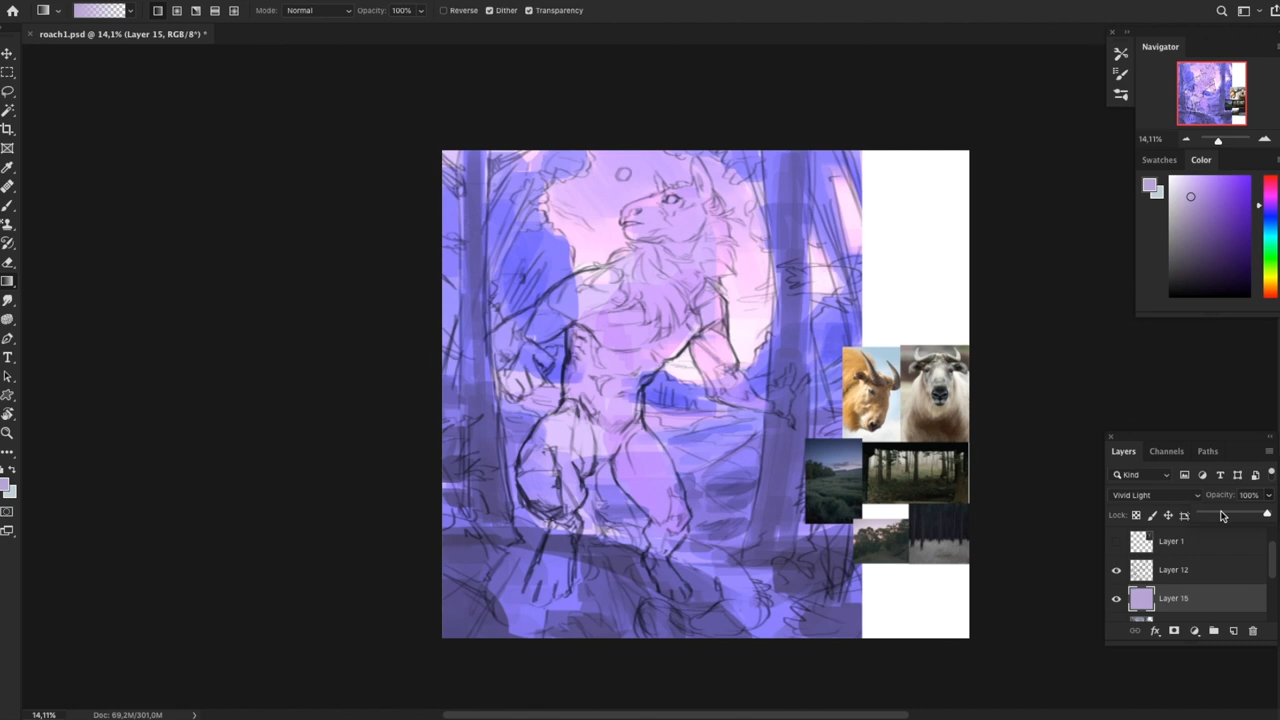 Mode: Normal Opacity: 100% Reverse Dither Transparency
roach1.psd @ 14,1% (Layer 15, RGB/8*) *
Navigator
14,11%
Swatches Color
Layers Channels Paths
Kind
Vivid Light Opacity: 100%
Lock:
Layer 1
Layer 12
Layer 15
14,11% Doc: 69,2M/301,0M